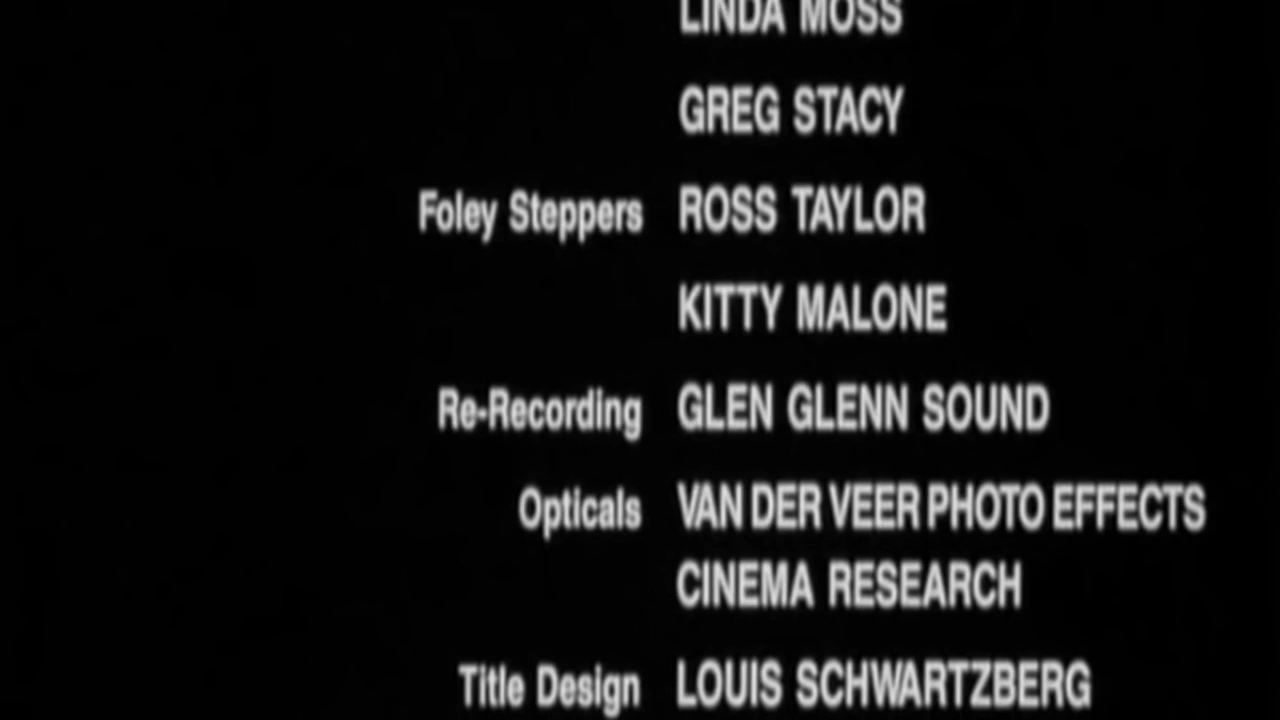 LINDA MOSS
GREG STACY
Foley Steppers ROSS TAYLOR
KITTY MALONE
Re-Recording GLEN GLENN SOUND
Opticals VAN DER VEER PHOTO EFFECTS
CINEMA RESEARCH
Title Design LOUIS SCHWARTZBERG